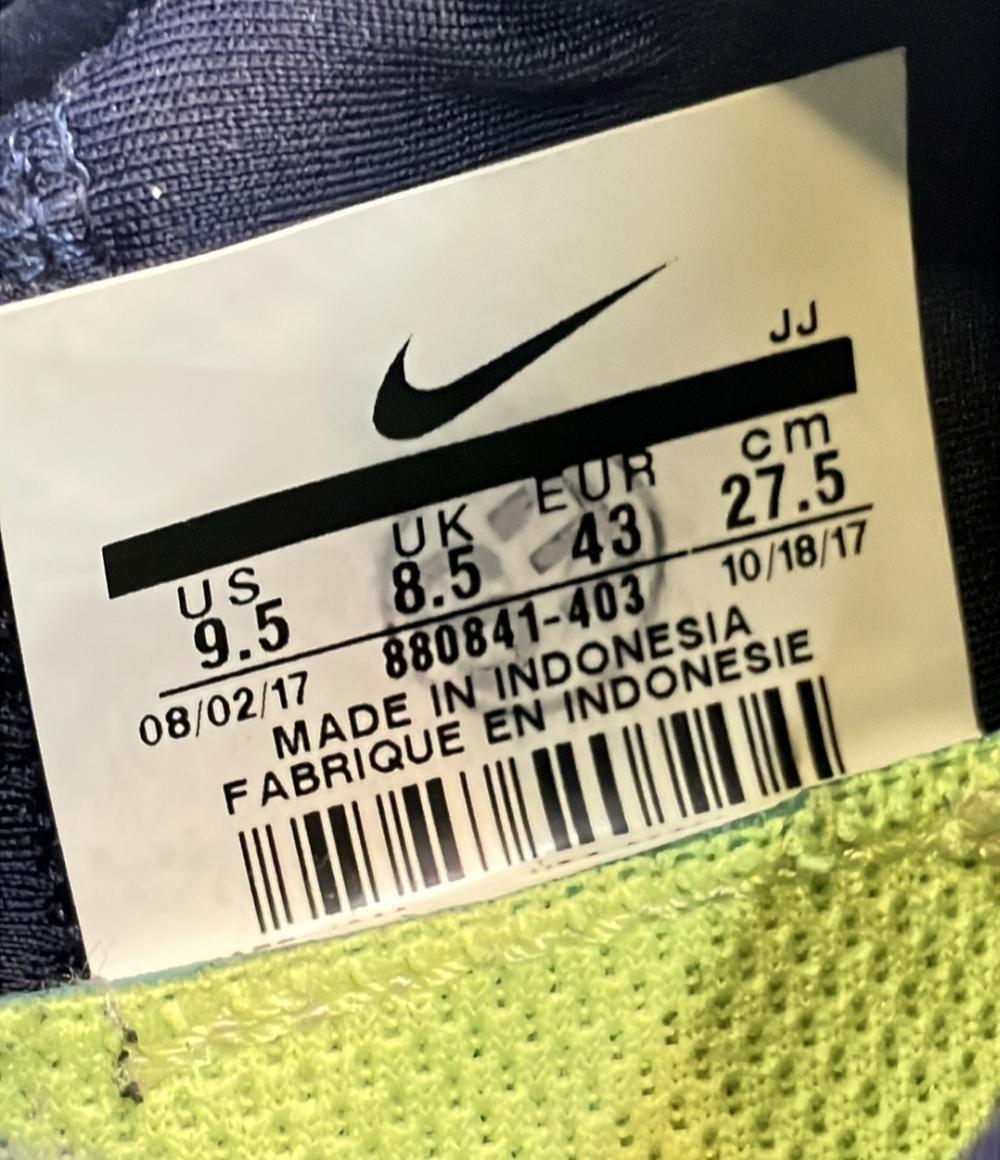 JJ
US UK EUR cm
9.5 8.5 43 27.5
08/02/17 880841-403 10/18/17
MADE IN INDONESIA
FABRIQUE EN INDONESIE